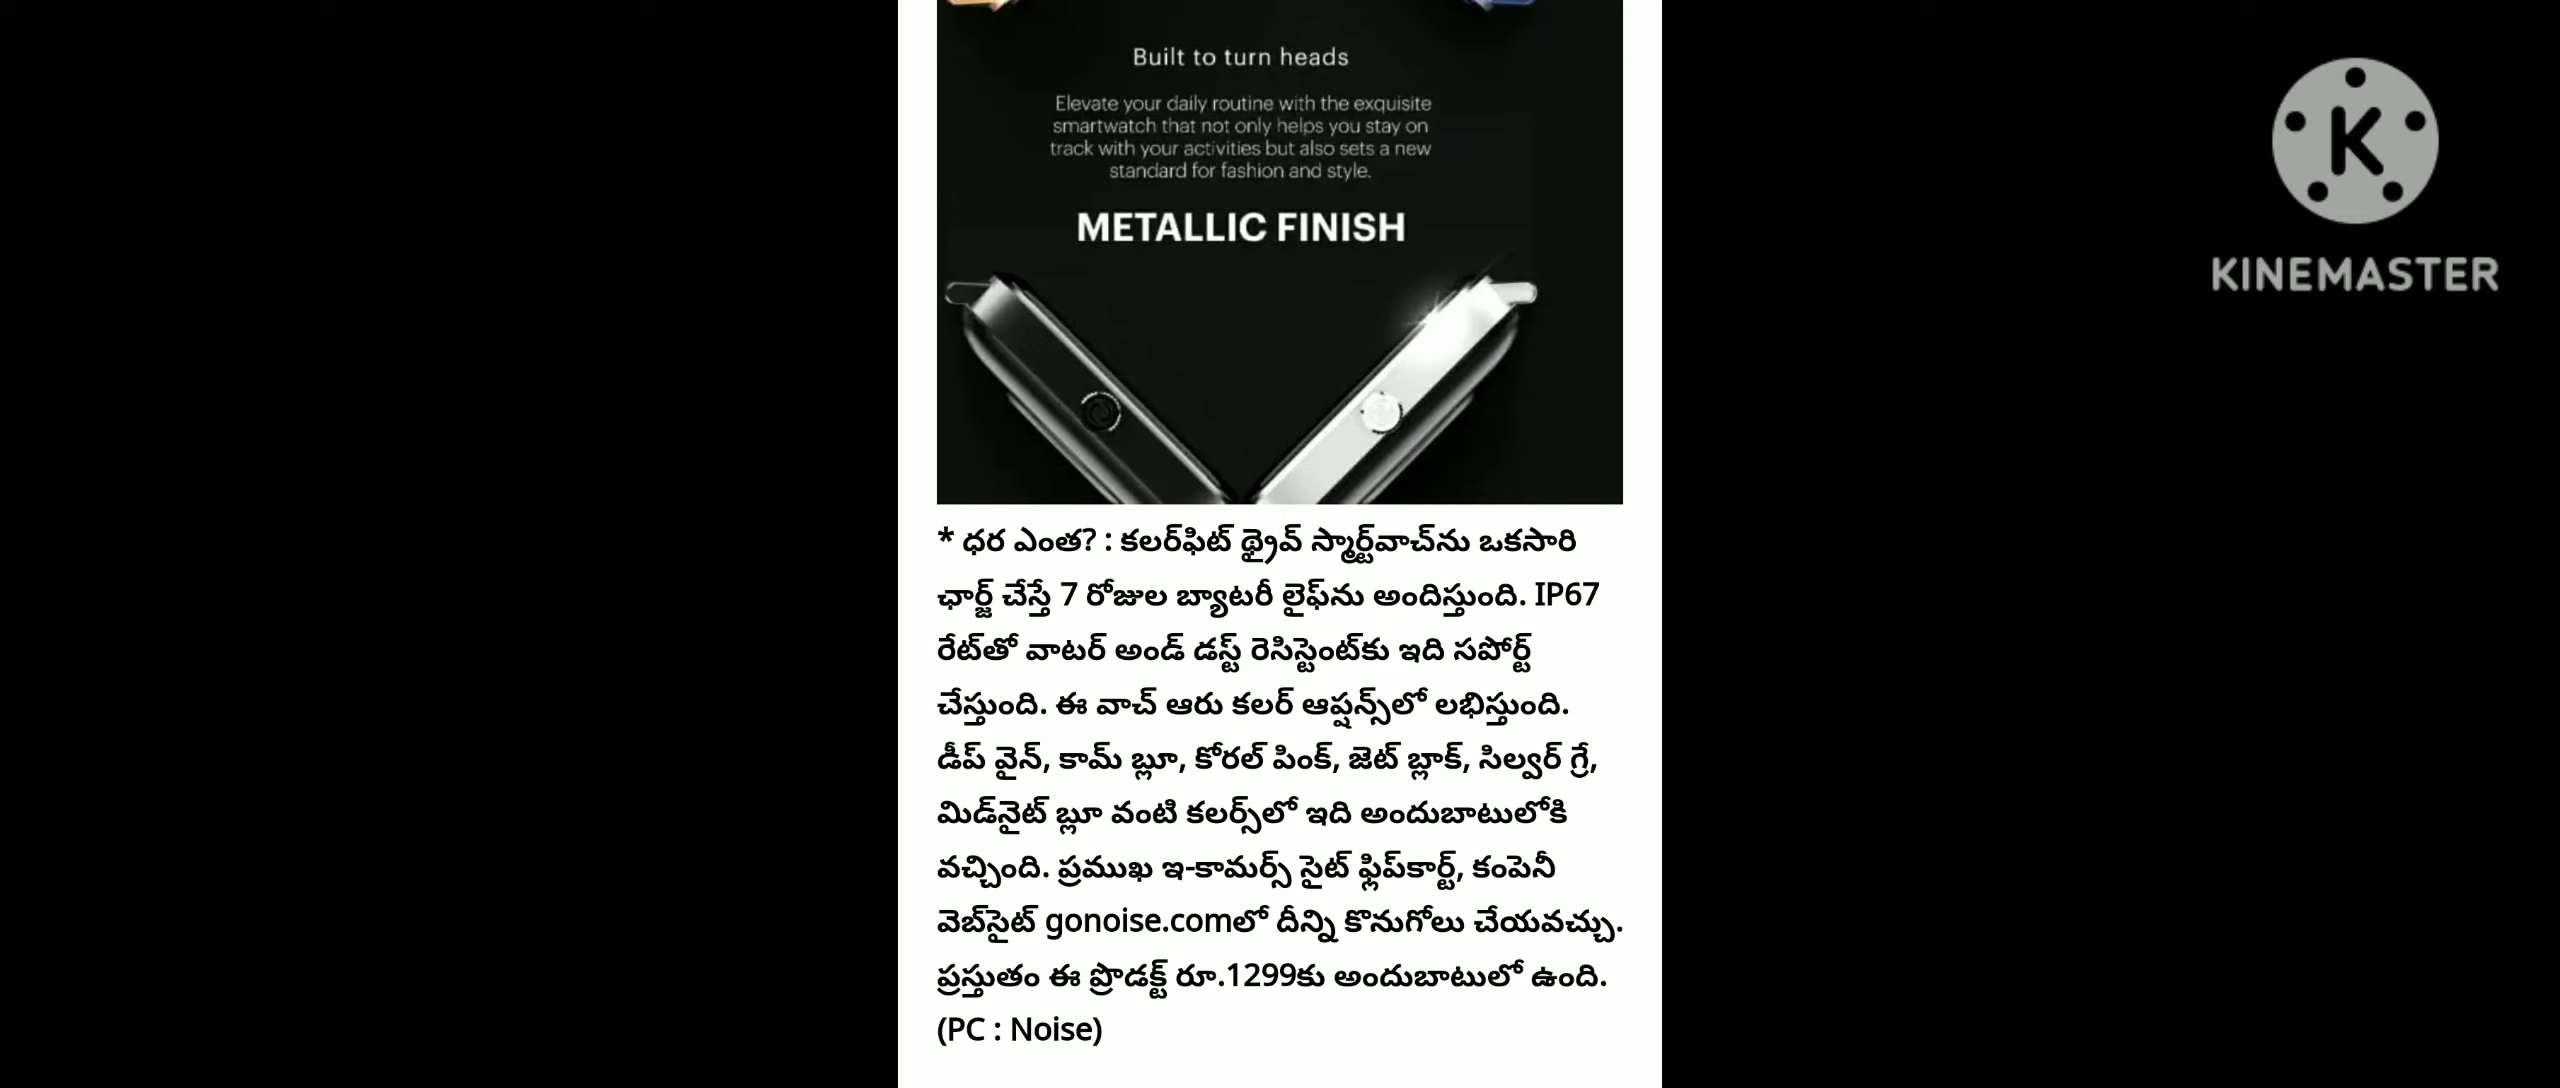 Built to turn heads
Elevate your daily routine with the exquisite
smartwatch that not only helps you stay on
track with your activities but also sets a new
standard for fashion and style.
METALLIC FINISH
K
KINEMASTER
* ధర ఎంత? : కలర్‌ఫిట్ థ్రైవ్ స్మార్ట్‌వాచ్‌ను ఒకసారి
ఛార్జ్ చేస్తే 7 రోజుల బ్యాటరీ లైఫ్‌ను అందిస్తుంది. IP67
రేట్‌తో వాటర్ అండ్ డస్ట్ రెసిస్టెంట్‌కు ఇది సపోర్ట్
చేస్తుంది. ఈ వాచ్ ఆరు కలర్ ఆప్షన్స్‌లో లభిస్తుంది.
డీప్ వైన్, కామ్ బ్లూ, కోరల్ పింక్, జెట్ బ్లాక్, సిల్వర్ గ్రే,
మిడ్‌నైట్ బ్లూ వంటి కలర్స్‌లో ఇది అందుబాటులోకి
వచ్చింది. ప్రముఖ ఇ-కామర్స్ సైట్ ఫ్లిప్‌కార్ట్, కంపెనీ
వెబ్‌సైట్ gonoise.comలో దీన్ని కొనుగోలు చేయవచ్చు.
ప్రస్తుతం ఈ ప్రొడక్ట్ రూ.1299కు అందుబాటులో ఉంది.
(PC : Noise)